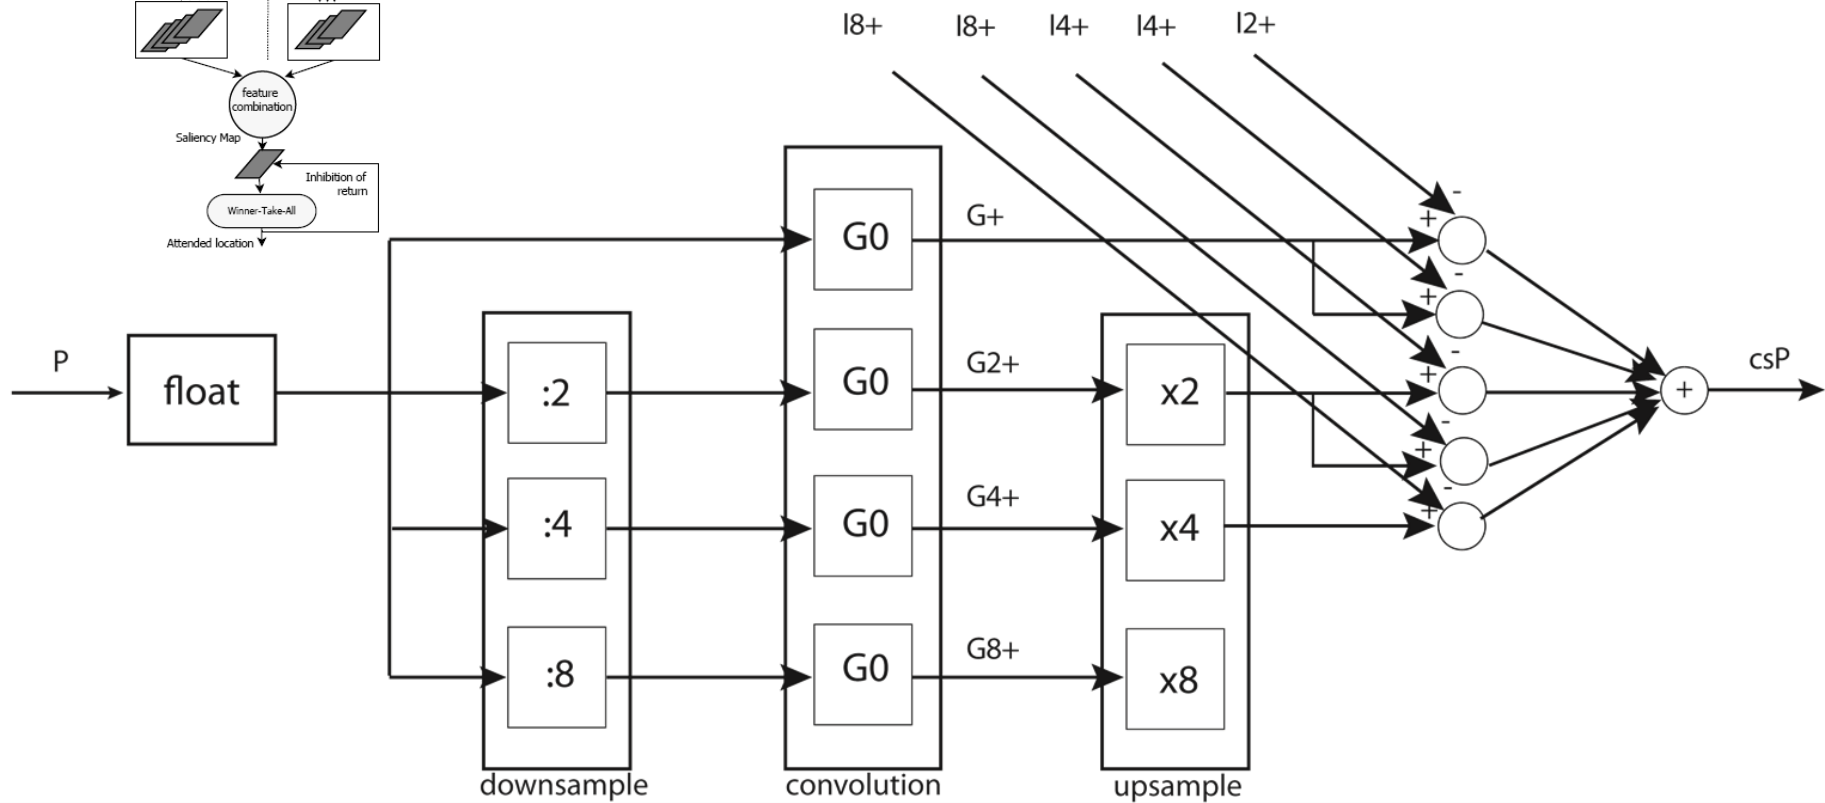 I8+ I8+ I4+ I4+ I2+
feature
combination
Saliency Map
Inhibition of
return
Winner-Take-All
Attended location
-
G0 G+ +
-
+
P float :2 G0 G2+ x2 - + + csP
-
+
:4 G0 G4+ x4 - +
:8 G0 G8+ x8
downsample convolution upsample